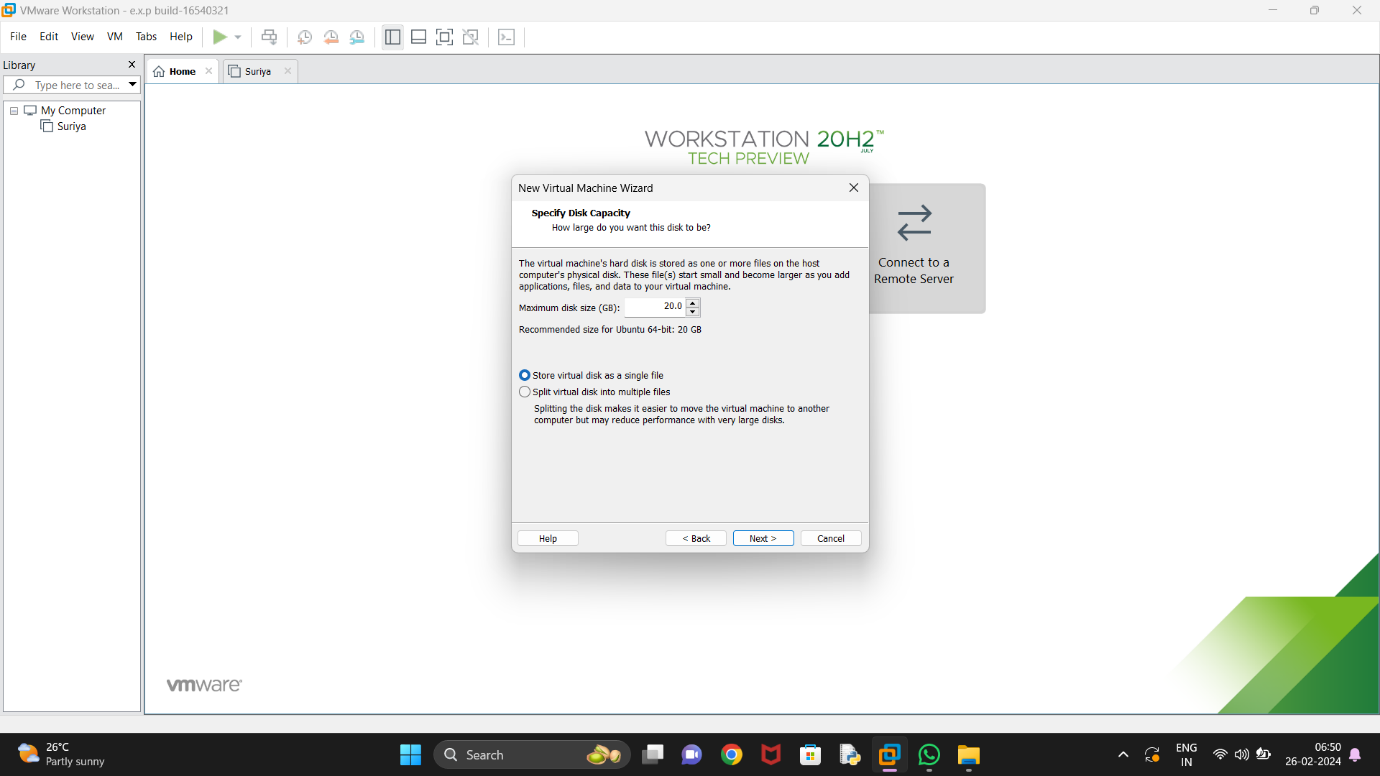 VMware Workstation - e.x.p build-16540321
File Edit View VM Tabs Help
Library
Type here to sea...
My Computer
Suriya
Home
Suriya
WORKSTATION 20H2™
JULY
TECH PREVIEW
Connect to a
Remote Server
New Virtual Machine Wizard
Specify Disk Capacity
How large do you want this disk to be?
The virtual machine's hard disk is stored as one or more files on the host
computer's physical disk. These file(s) start small and become larger as you add
applications, files, and data to your virtual machine.
Maximum disk size (GB): 20.0
Recommended size for Ubuntu 64-bit: 20 GB
Store virtual disk as a single file
Split virtual disk into multiple files
Splitting the disk makes it easier to move the virtual machine to another
computer but may reduce performance with very large disks.
Help < Back Next > Cancel
vmware
26°C
Partly sunny
Search
ENG
IN
06:50
26-02-2024